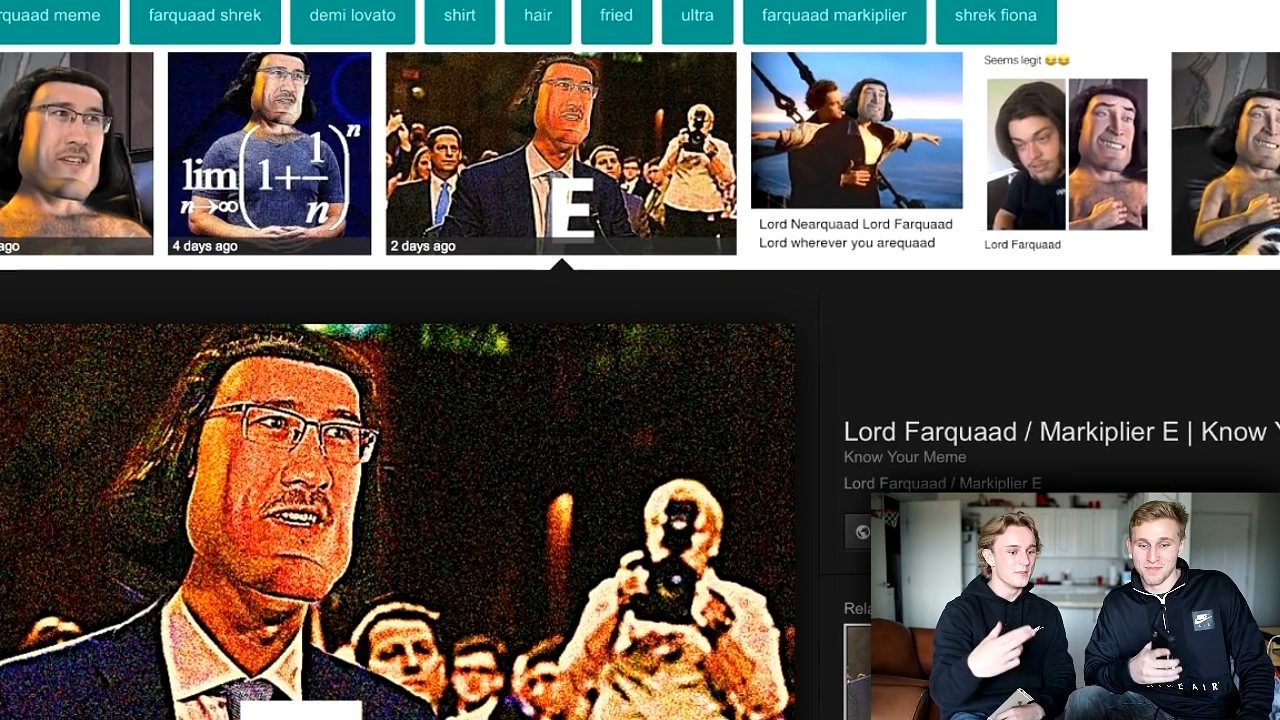 rquaad meme
farquaad shrek
demi lovato
shirt
hair
fried
ultra
farquaad markiplier
shrek fiona
ago
lim
n→∞
(1+1/n)^n
4 days ago
E
2 days ago
Lord Nearquaad Lord Farquaad
Lord wherever you arequaad
Seems legit 😂😂
Lord Farquaad
Lord Farquaad / Markiplier E | Know Y
Know Your Meme
Lord Farquaad / Markiplier E
Rela